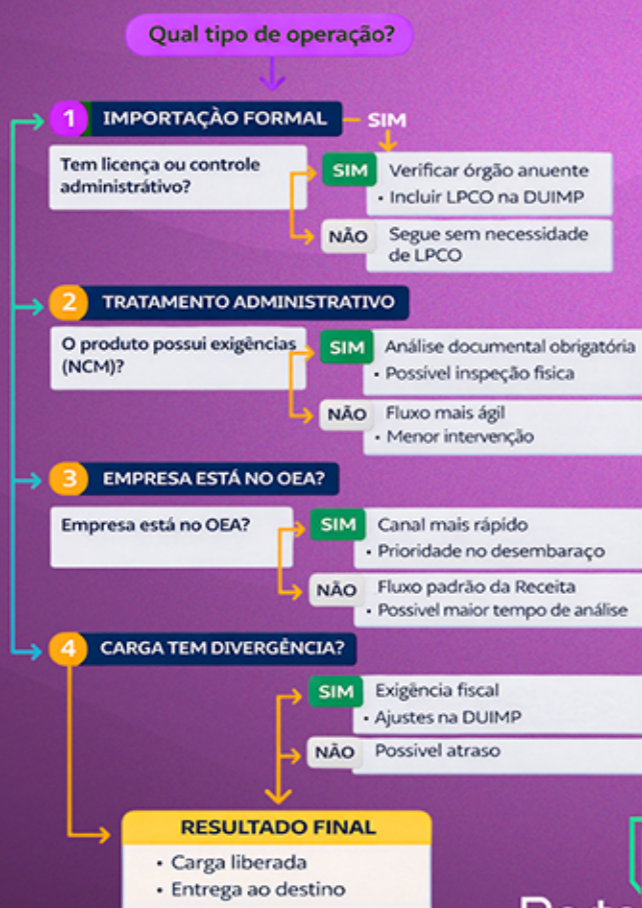 Qual tipo de operação?
1 IMPORTAÇÃO FORMAL SIM
Tem licença ou controle
administrátivo?
SIM Verificar órgão anuente
• Incluir LPCO na DUIMP
NÃO Segue sem necessidade
de LPCO
2 TRATAMENTO ADMINISTRATIVO
O produto possui exigências
(NCM)?
SIM Análise documental obrigatória
• Possível inspeção fisica
NÃO Fluxo mais ágil
• Menor intervenção
3 EMPRESA ESTÁ NO OEA?
Empresa está no OEA?
SIM Canal mais rápido
• Prioridade no desembaraço
NÃO Fluxo padrão da Receita
• Possivel maior tempo de análise
4 CARGA TEM DIVERGÊNCIA?
SIM Exigência fiscal
• Ajustes na DUIMP
NÃO Possivel atraso
RESULTADO FINAL
• Carga liberada
• Entrega ao destino